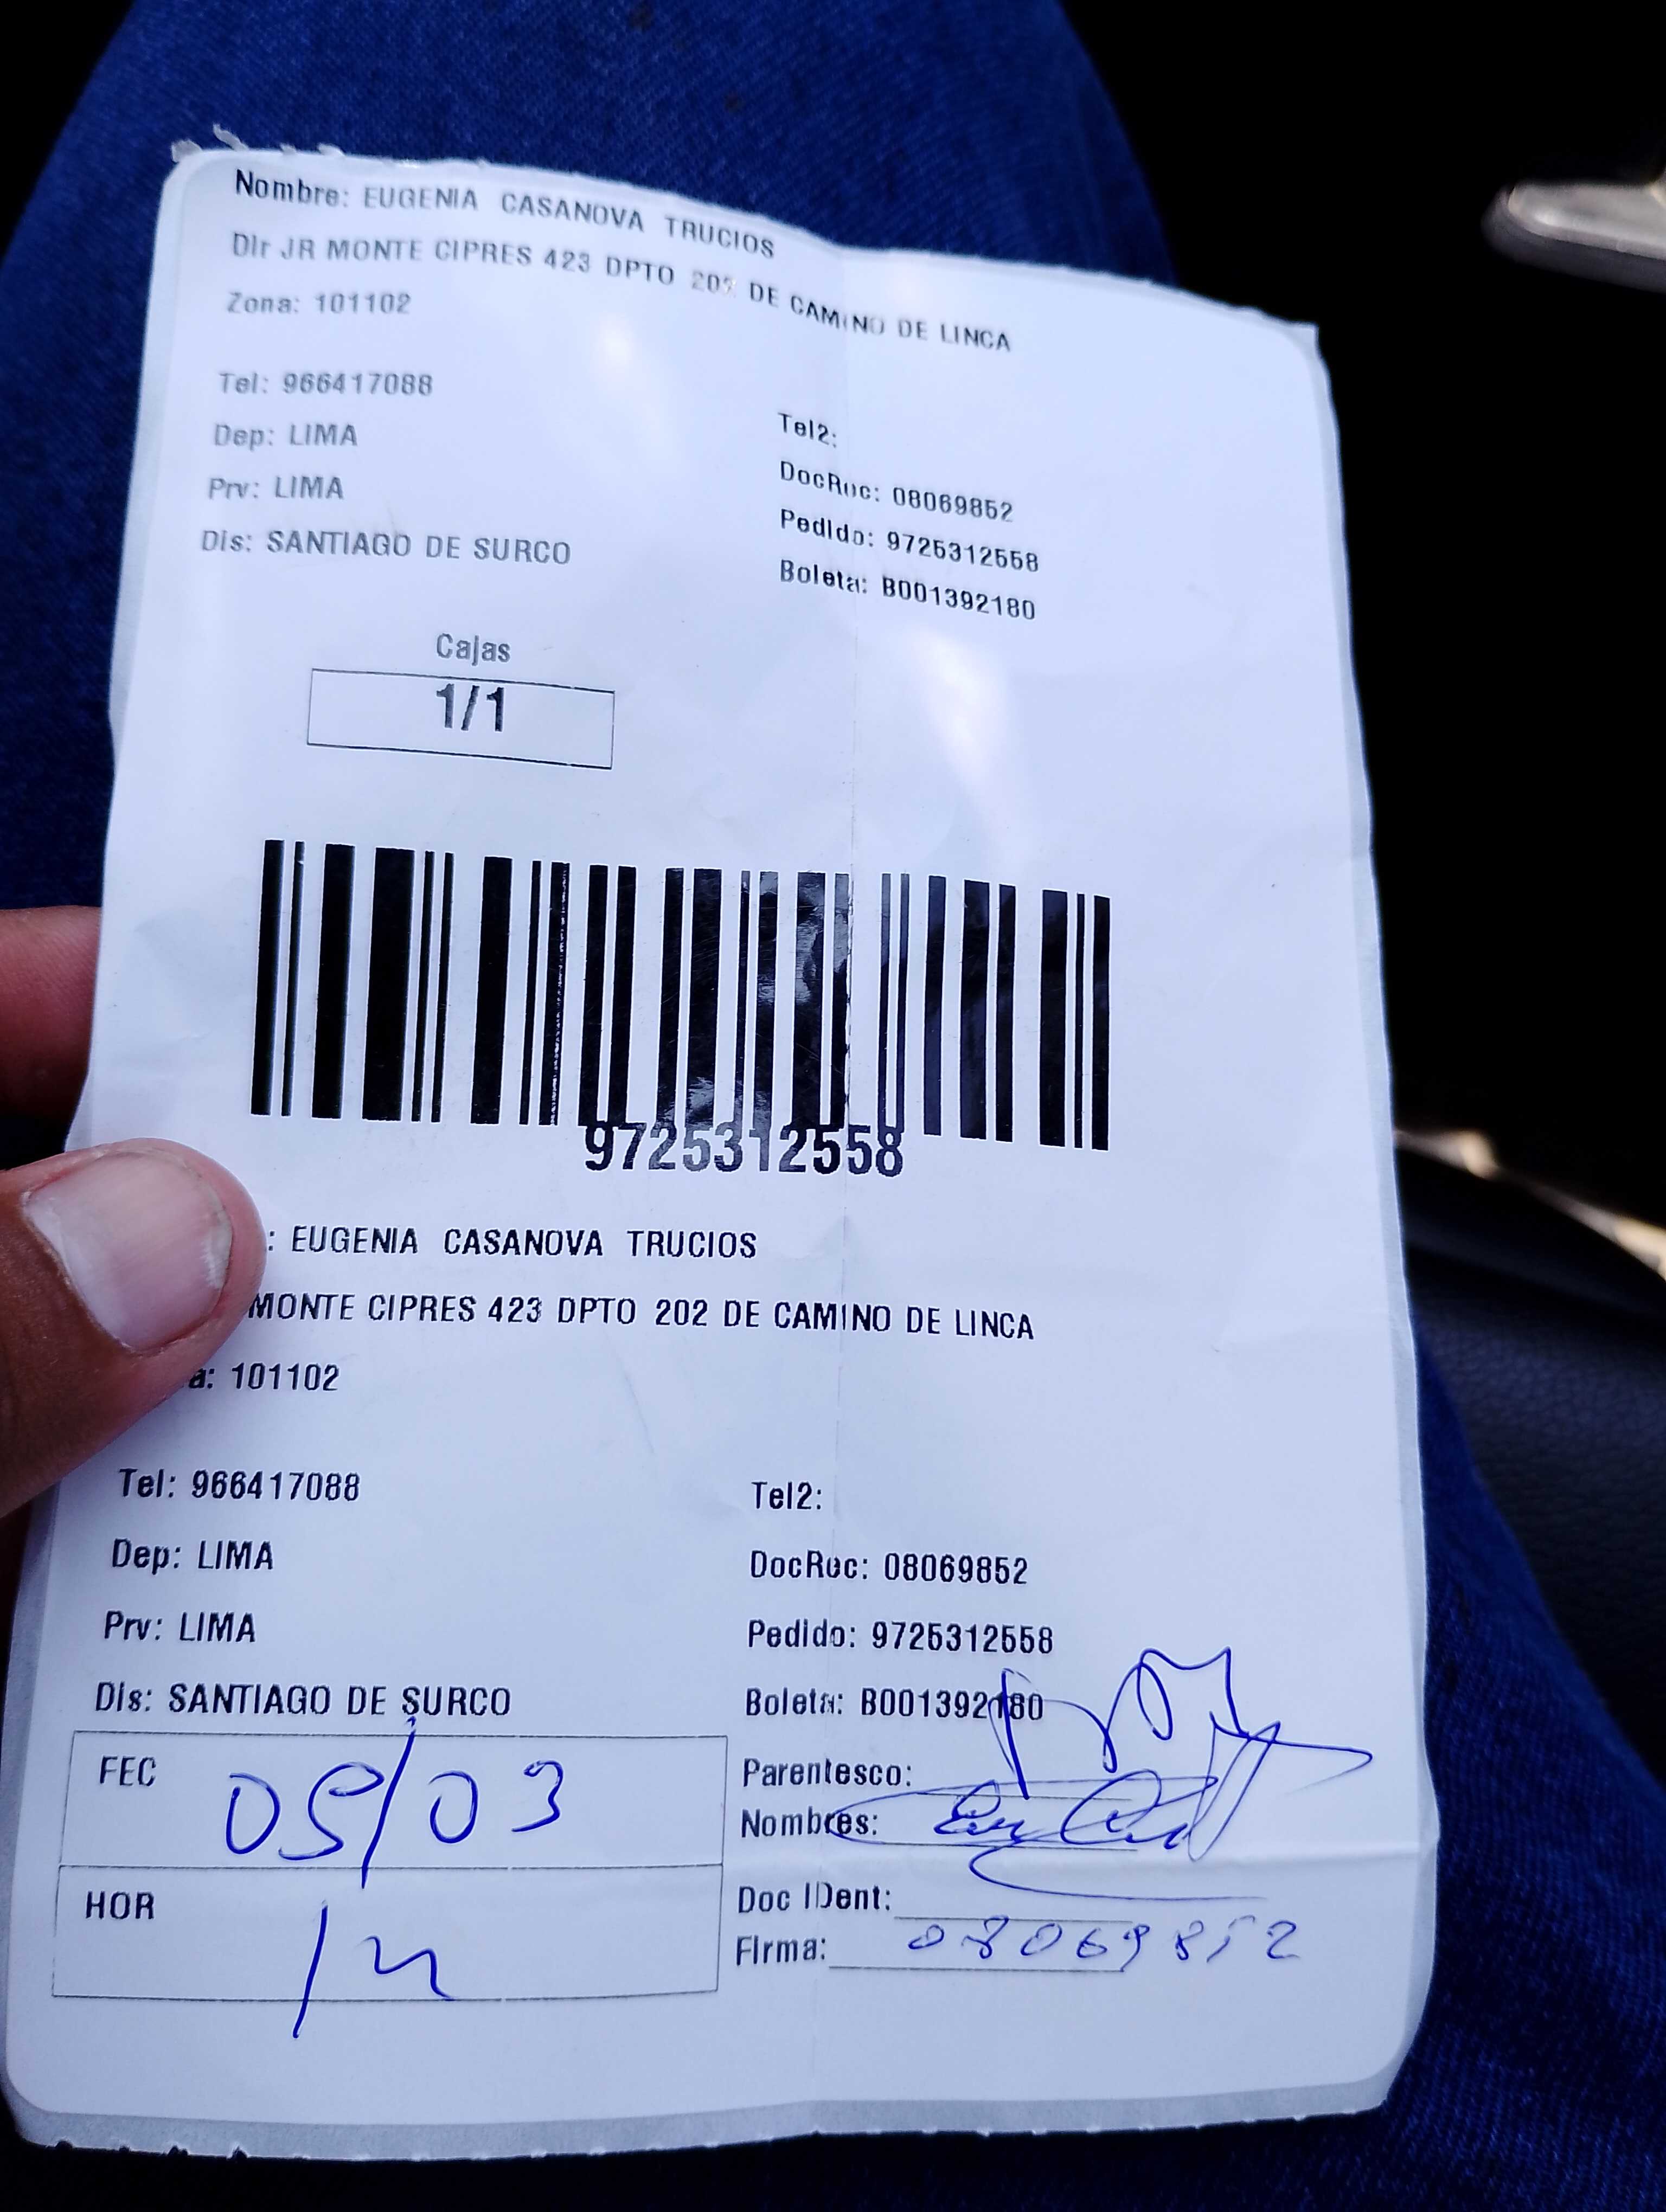 Nombre: EUGENIA CASANOVA TRUCIOS
Dir JR MONTE CIPRES 423 DPTO 202 DE CAMINO DE LINCA
Zona: 101102
Tel: 966417088
Tel2:
Dep: LIMA
DocRec: 08069852
Prv: LIMA
Pedido: 9725312558
Dis: SANTIAGO DE SURCO
Boleta: B001392180
Cajas
1/1
9725312558
: EUGENIA CASANOVA TRUCIOS
MONTE CIPRES 423 DPTO 202 DE CAMINO DE LINCA
a: 101102
Tel: 966417088
Tel2:
Dep: LIMA
DocRec: 08069852
Prv: LIMA
Pedido: 9725312558
Dis: SANTIAGO DE SURCO
Boleta: B001392180
FEC 05/03
Parentesco:
Nombres:
HOR
Doc IDent:
Firma: 08069852